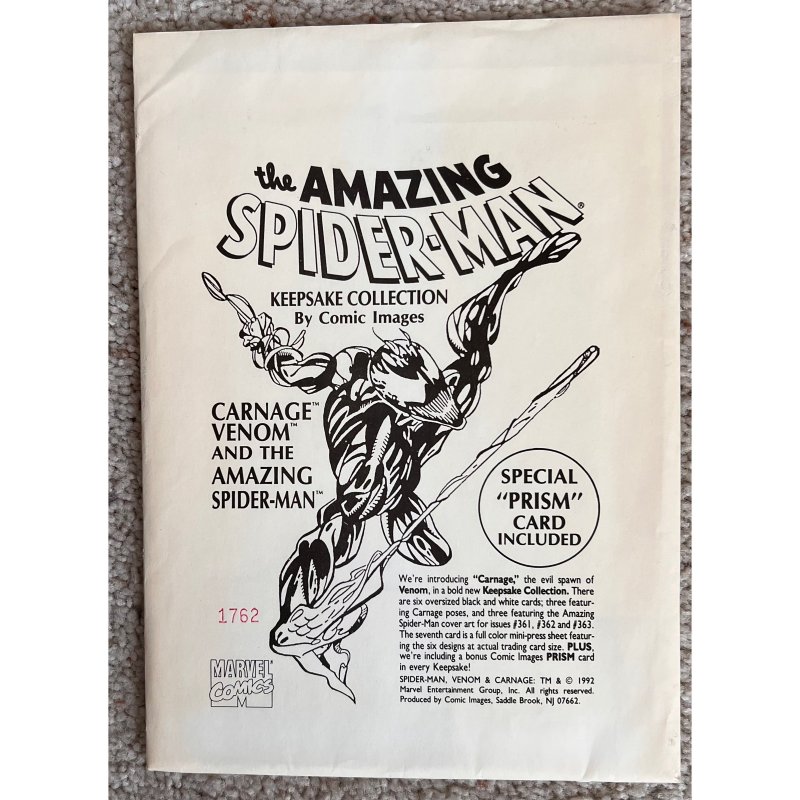 the AMAZING
SPIDER-MAN®
KEEPSAKE COLLECTION
By Comic Images
CARNAGE™
VENOM™
AND THE
AMAZING
SPIDER-MAN™
SPECIAL
"PRISM"
CARD
INCLUDED
We're introducing "Carnage," the evil spawn of
Venom, in a bold new Keepsake Collection. There
are six oversized black and white cards; three featur-
ing Carnage poses, and three featuring the Amazing
Spider-Man cover art for issues #361, #362 and #363.
The seventh card is a full color mini-press sheet featur-
ing the six designs at actual trading card size. PLUS,
we're including a bonus Comic Images PRISM card
in every Keepsake!
SPIDER-MAN, VENOM & CARNAGE: TM & © 1992
Marvel Entertainment Group, Inc. All rights reserved.
Produced by Comic Images, Saddle Brook, NJ 07662.
1762
MARVEL
COMICS
M